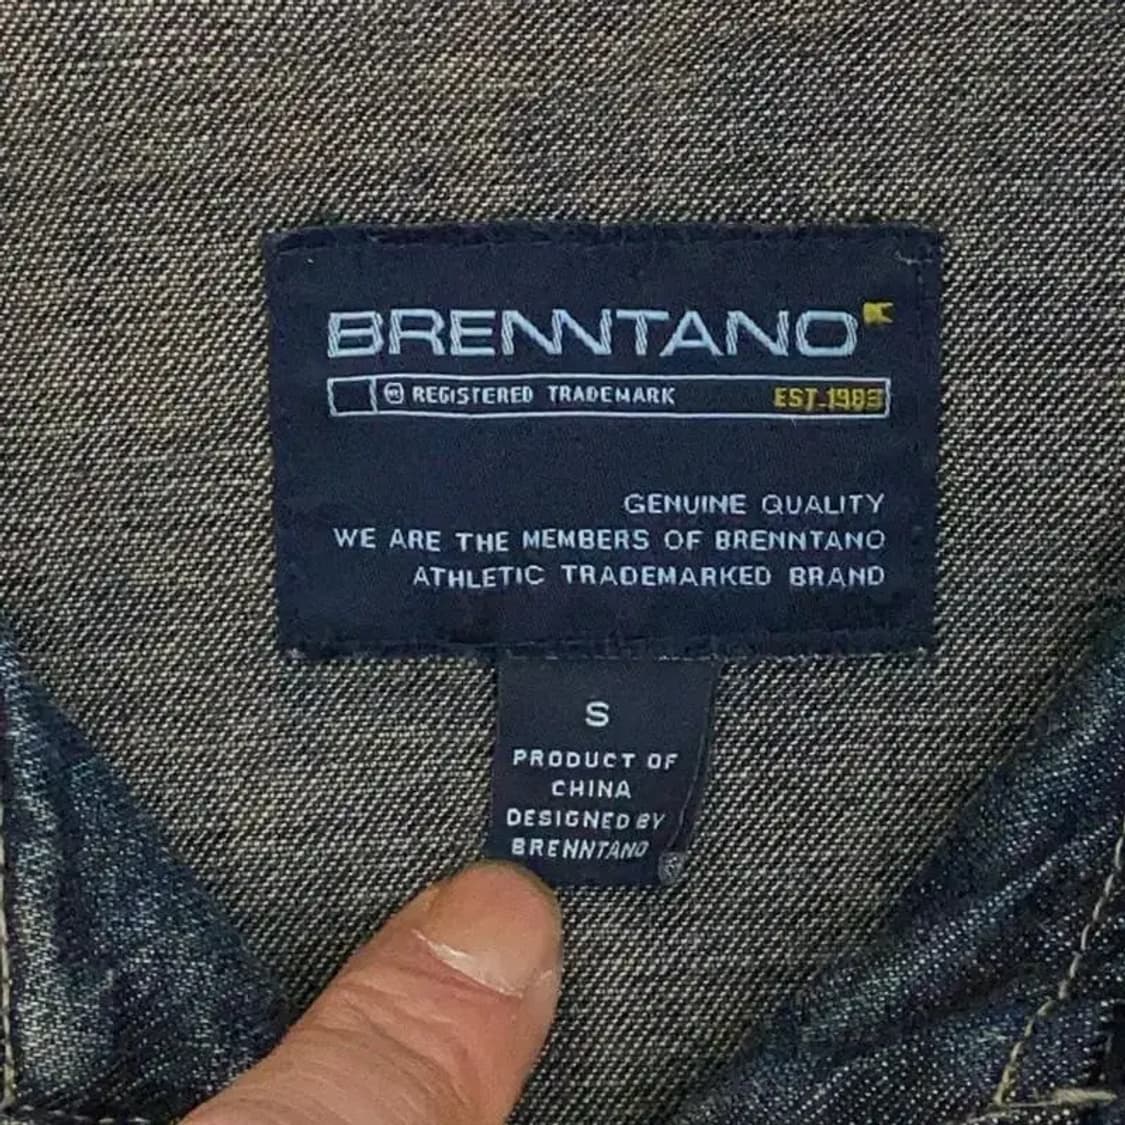 BRENNTANO
® REGISTERED TRADEMARK EST.1983
GENUINE QUALITY
WE ARE THE MEMBERS OF BRENNTANO
ATHLETIC TRADEMARKED BRAND
S
PRODUCT OF
CHINA
DESIGNED BY
BRENNTANO